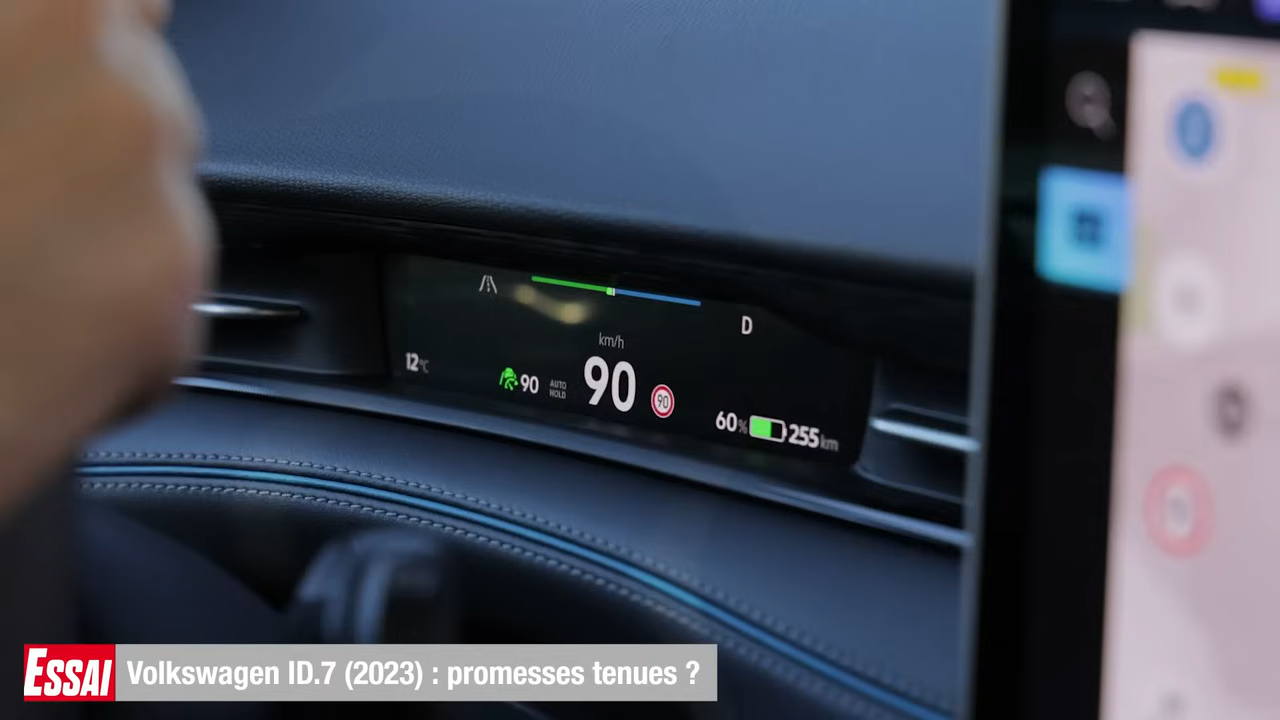 D
km/h
12°C
90
AUTO
HOLD
90
90
60%
255km
ESSAI
Volkswagen ID.7 (2023) : promesses tenues ?